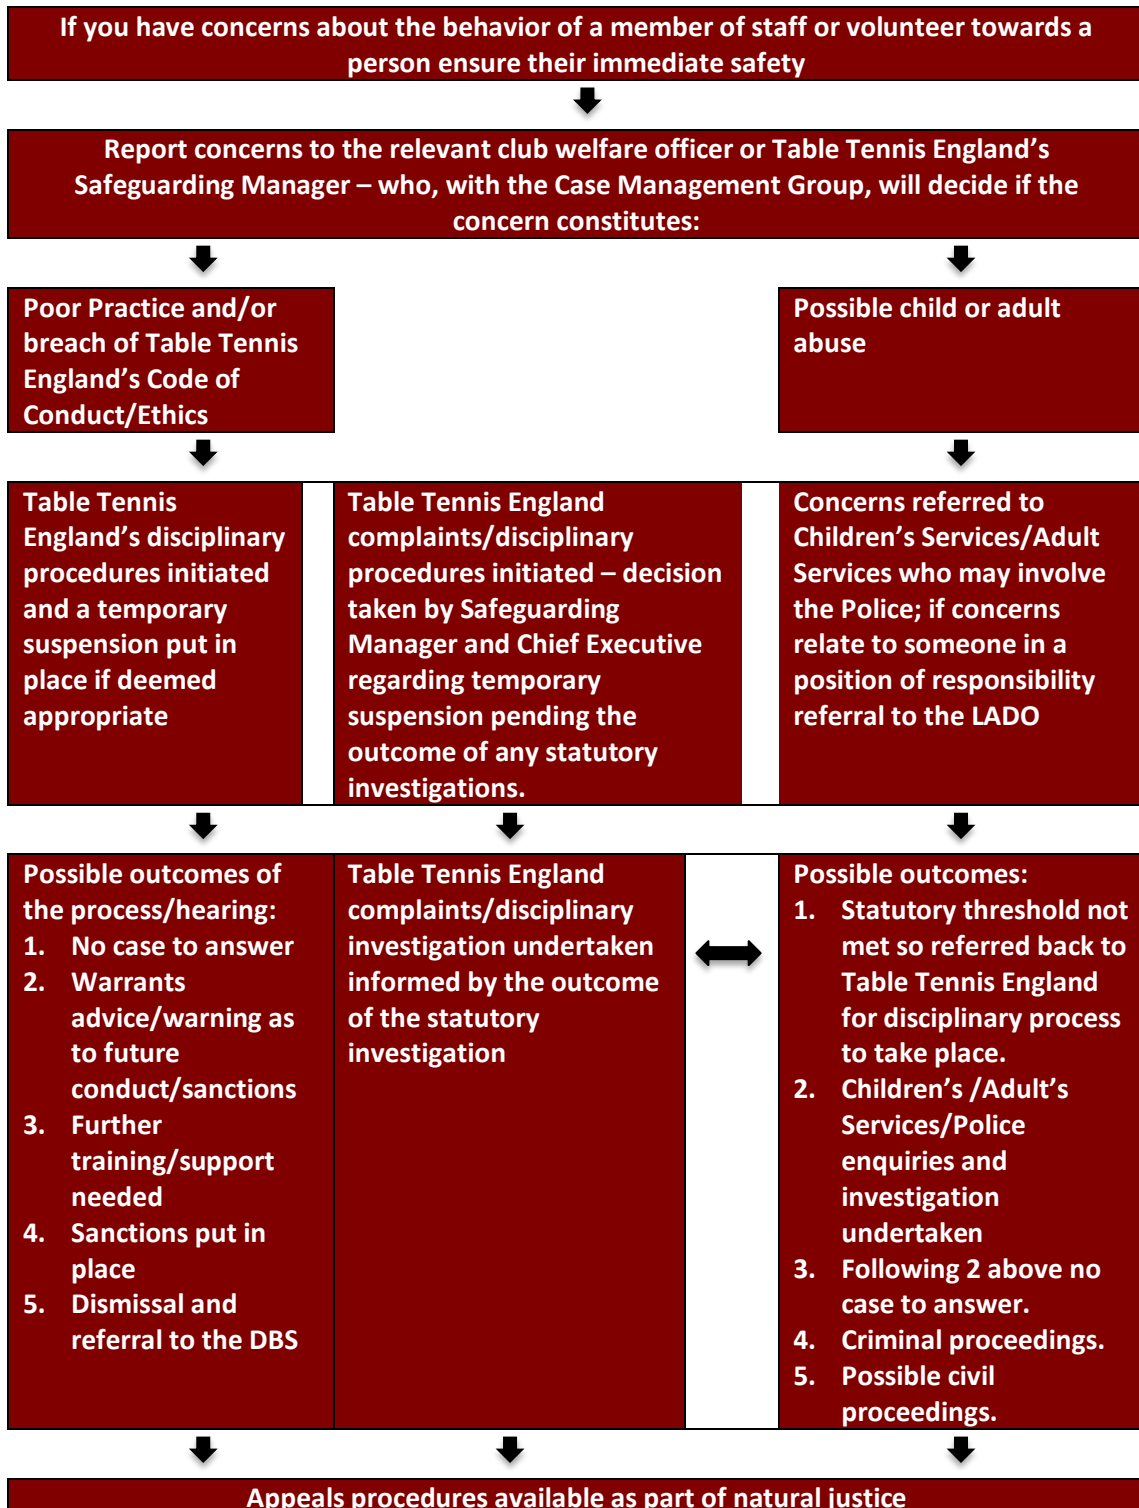 If you have concerns about the behavior of a member of staff or volunteer towards a
person ensure their immediate safety
Report concerns to the relevant club welfare officer or Table Tennis England’s
Safeguarding Manager – who, with the Case Management Group, will decide if the
concern constitutes:
Poor Practice and/or
breach of Table Tennis
England’s Code of
Conduct/Ethics
Possible child or adult
abuse
Table Tennis
England’s disciplinary
procedures initiated
and a temporary
suspension put in
place if deemed
appropriate
Table Tennis England
complaints/disciplinary
procedures initiated – decision
taken by Safeguarding
Manager and Chief Executive
regarding temporary
suspension pending the
outcome of any statutory
investigations.
Concerns referred to
Children’s Services/Adult
Services who may involve
the Police; if concerns
relate to someone in a
position of responsibility
referral to the LADO
Possible outcomes of
the process/hearing:
1. No case to answer
2. Warrants
advice/warning as
to future
conduct/sanctions
3. Further
training/support
needed
4. Sanctions put in
place
5. Dismissal and
referral to the DBS
Table Tennis England
complaints/disciplinary
investigation undertaken
informed by the outcome
of the statutory
investigation
Possible outcomes:
1. Statutory threshold not
met so referred back to
Table Tennis England
for disciplinary process
to take place.
2. Children’s /Adult’s
Services/Police
enquiries and
investigation
undertaken
3. Following 2 above no
case to answer.
4. Criminal proceedings.
5. Possible civil
proceedings.
Appeals procedures available as part of natural justice